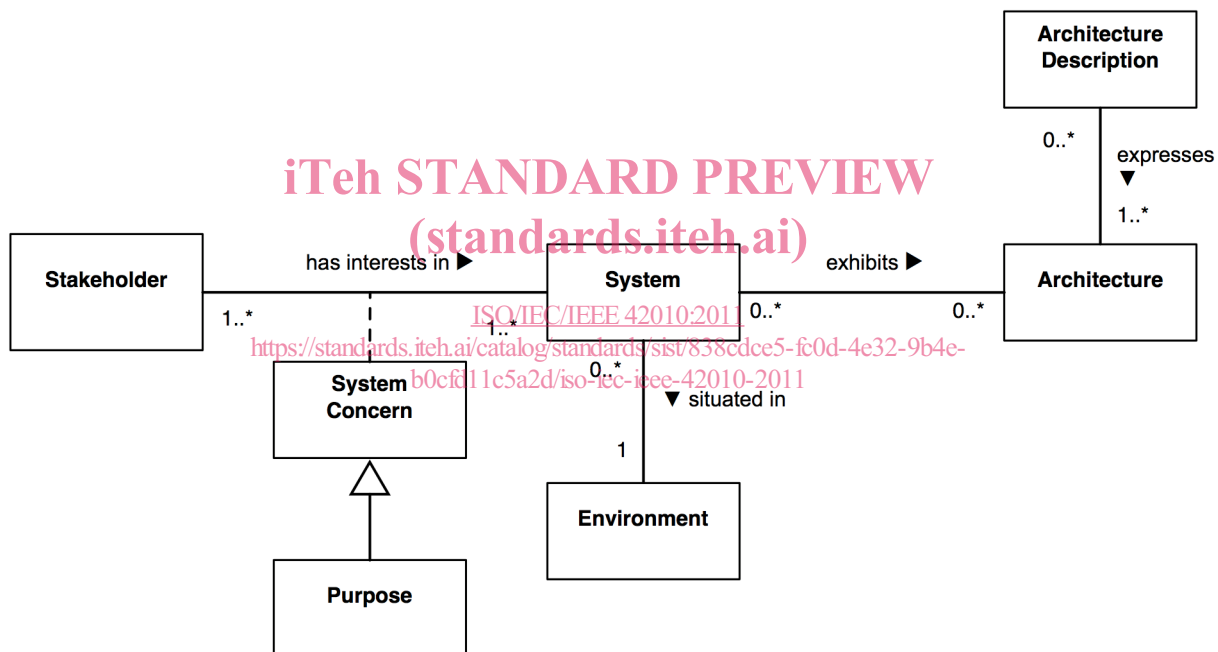 Architecture
Description
0..*
expresses
▼
1..*
iTeh STANDARD PREVIEW
(standards.iteh.ai)
Stakeholder
has interests in ▶
System
exhibits ▶
Architecture
1..*
1..*
0..*
0..*
ISO/IEC/IEEE 42010:2011
https://standards.iteh.ai/catalog/standards/sist/838cdce5-fc0d-4e32-9b4e-
b0cfd11c5a2d/iso-iec-ieee-42010-2011
System
Concern
0..*
▼ situated in
1
Environment
Purpose